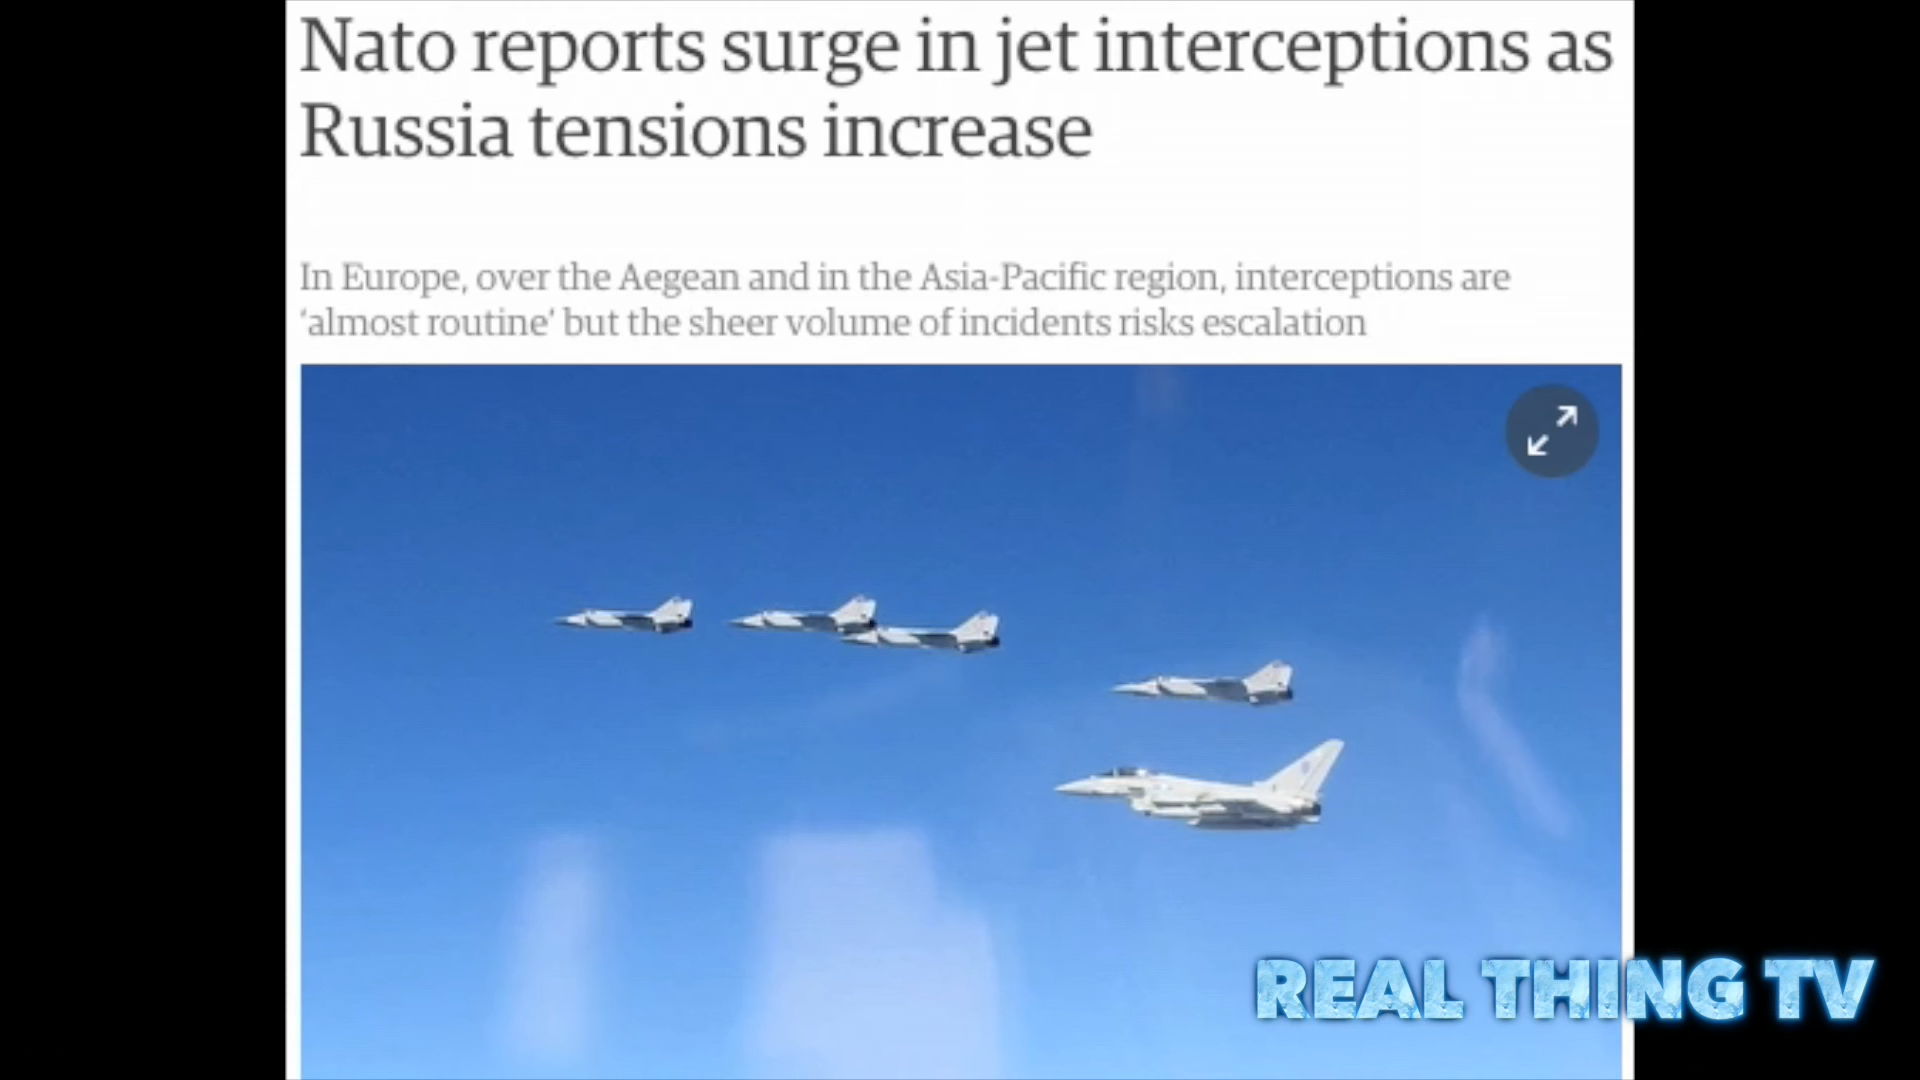 Nato reports surge in jet interceptions as
Russia tensions increase
In Europe, over the Aegean and in the Asia-Pacific region, interceptions are
‘almost routine’ but the sheer volume of incidents risks escalation
REAL THING TV